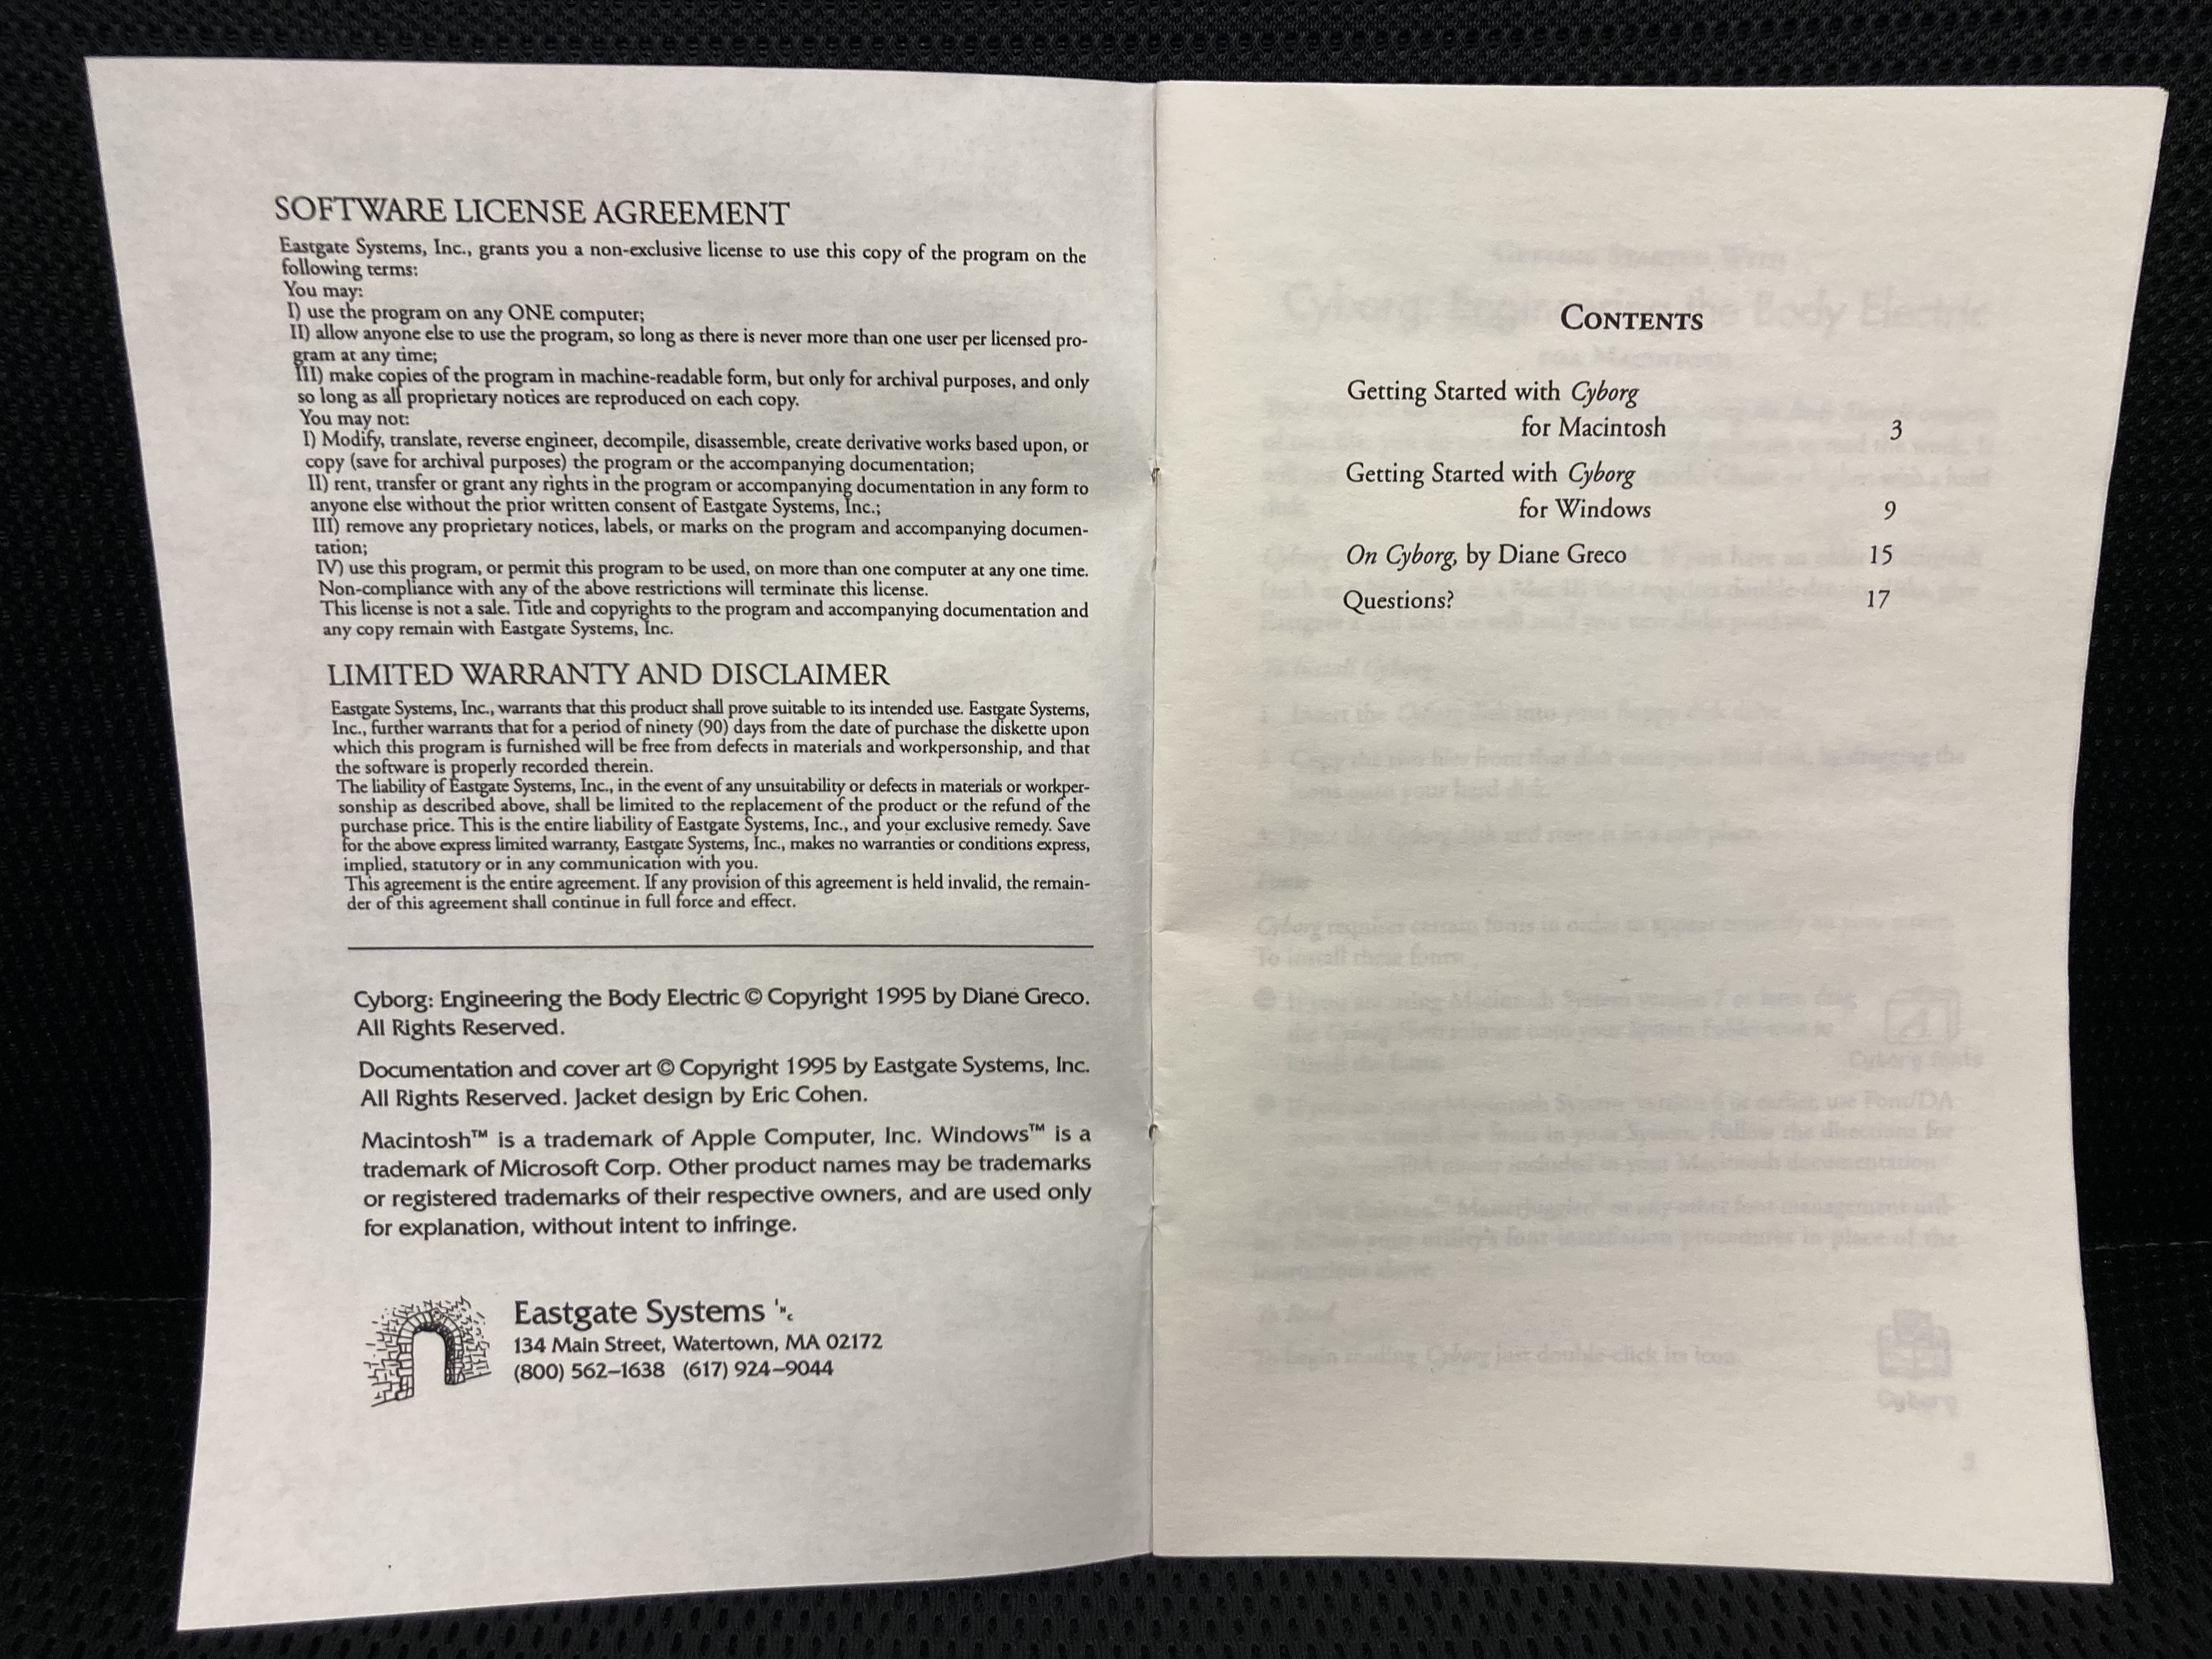 SOFTWARE LICENSE AGREEMENT
Eastgate Systems, Inc., grants you a non-exclusive license to use this copy of the program on the
following terms:
You may:
I) use the program on any ONE computer;
II) allow anyone else to use the program, so long as there is never more than one user per licensed pro-
gram at any time;
III) make copies of the program in machine-readable form, but only for archival purposes, and only
so long as all proprietary notices are reproduced on each copy.
You may not:
I) Modify, translate, reverse engineer, decompile, disassemble, create derivative works based upon, or
copy (save for archival purposes) the program or the accompanying documentation;
II) rent, transfer or grant any rights in the program or accompanying documentation in any form to
anyone else without the prior written consent of Eastgate Systems, Inc.;
III) remove any proprietary notices, labels, or marks on the program and accompanying documen-
tation;
IV) use this program, or permit this program to be used, on more than one computer at any one time.
Non-compliance with any of the above restrictions will terminate this license.
This license is not a sale. Title and copyrights to the program and accompanying documentation and
any copy remain with Eastgate Systems, Inc.
LIMITED WARRANTY AND DISCLAIMER
Eastgate Systems, Inc., warrants that this product shall prove suitable to its intended use. Eastgate Systems,
Inc., further warrants that for a period of ninety (90) days from the date of purchase the diskette upon
which this program is furnished will be free from defects in materials and workpersonship, and that
the software is properly recorded therein.
The liability of Eastgate Systems, Inc., in the event of any unsuitability or defects in materials or workper-
sonship as described above, shall be limited to the replacement of the product or the refund of the
purchase price. This is the entire liability of Eastgate Systems, Inc., and your exclusive remedy. Save
for the above express limited warranty, Eastgate Systems, Inc., makes no warranties or conditions express,
implied, statutory or in any communication with you.
This agreement is the entire agreement. If any provision of this agreement is held invalid, the remain-
der of this agreement shall continue in full force and effect.
Cyborg: Engineering the Body Electric © Copyright 1995 by Diane Greco.
All Rights Reserved.
Documentation and cover art © Copyright 1995 by Eastgate Systems, Inc.
All Rights Reserved. Jacket design by Eric Cohen.
Macintosh™ is a trademark of Apple Computer, Inc. Windows™ is a
trademark of Microsoft Corp. Other product names may be trademarks
or registered trademarks of their respective owners, and are used only
for explanation, without intent to infringe.
Eastgate Systems Inc
134 Main Street, Watertown, MA 02172
(800) 562–1638 (617) 924–9044
CONTENTS
Getting Started with Cyborg
for Macintosh 3
Getting Started with Cyborg
for Windows 9
On Cyborg, by Diane Greco 15
Questions? 17